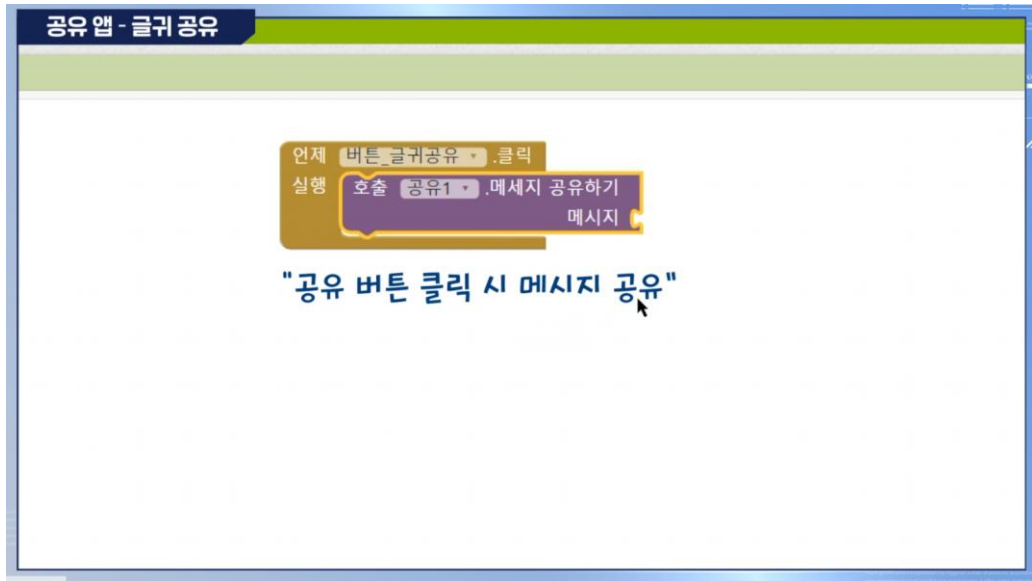 공유 앱 - 글귀 공유
언제 버튼_글귀공유 .클릭
실행 호출 공유1 .메세지 공유하기
메시지
"공유 버튼 클릭 시 메시지 공유"